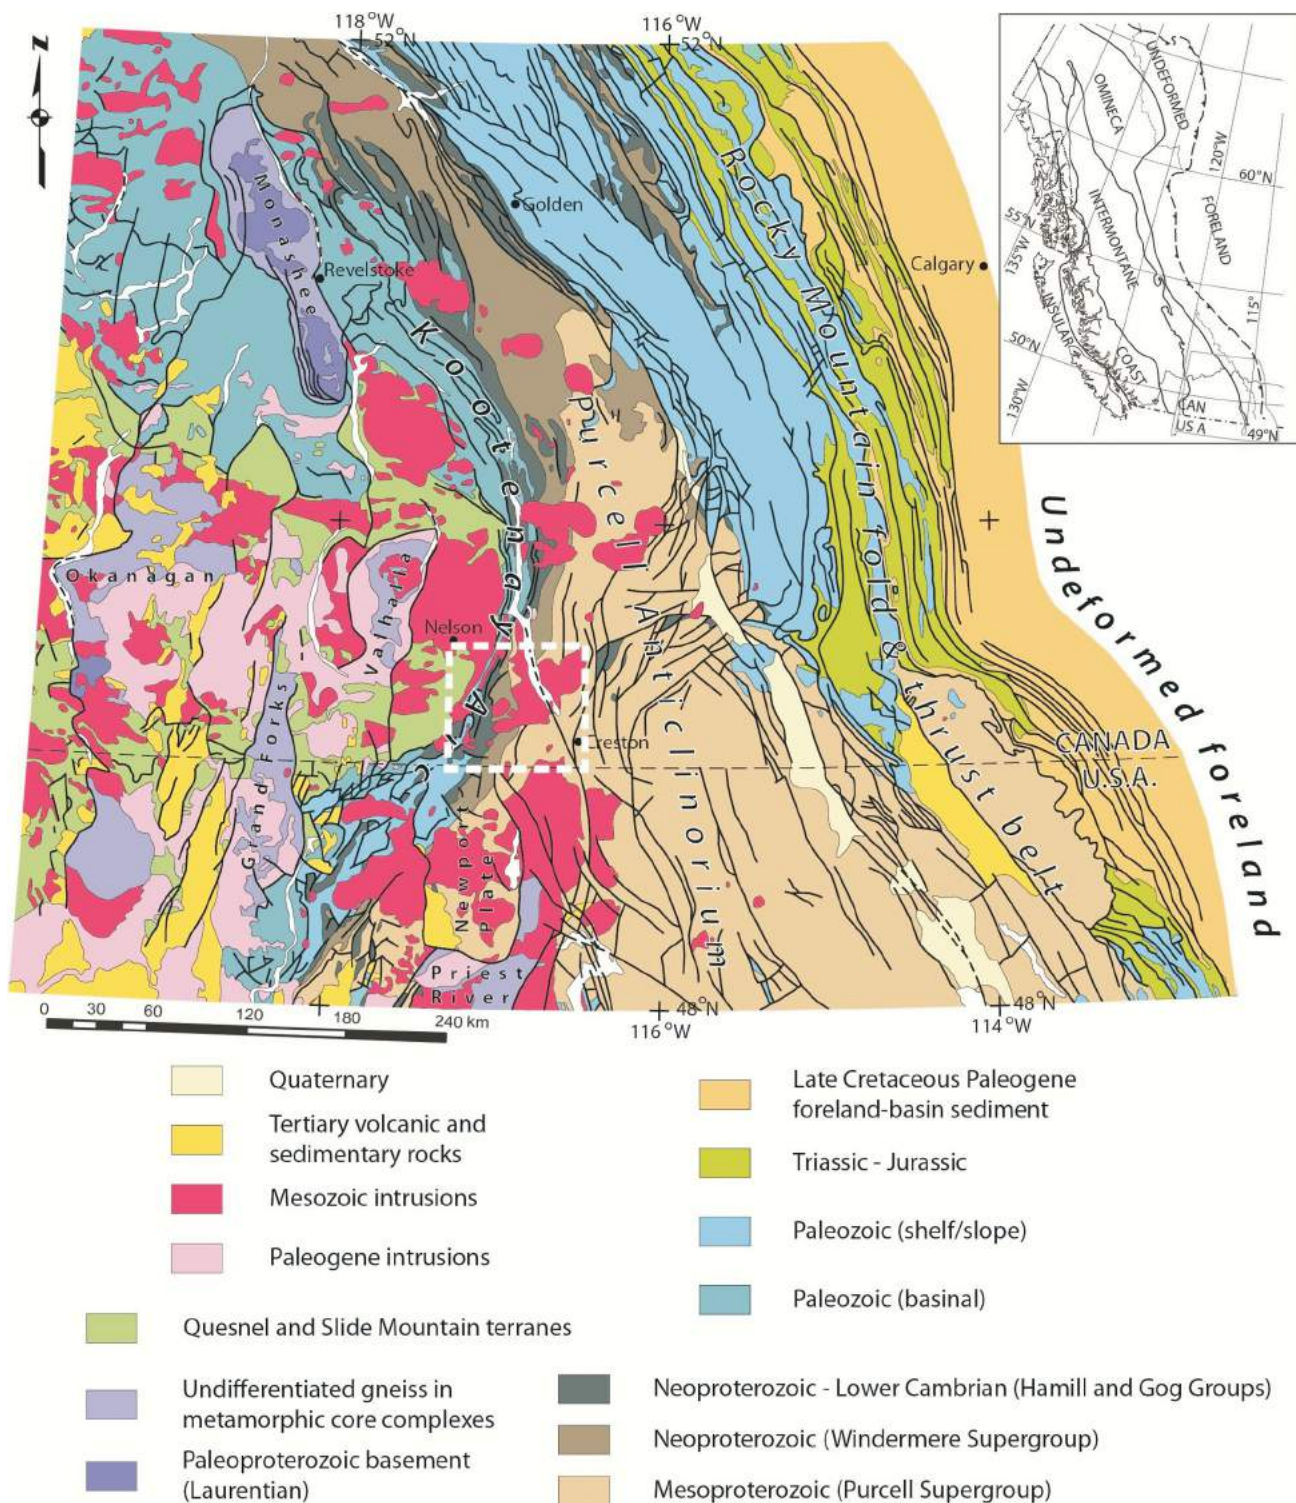 118°W
52°N
116°W
52°N
N
Monashee
Golden
Revelstoke
Rocky Mountain fold & thrust belt
Calgary
Kootenay Arc
Purcell Anticlinorium
Okanagan
Valhalla
Nelson
Creston
Grand Forks
Newport
Plate
Priest
River
CANADA
U.S.A.
Undeformed foreland
UNDEFORMED
OMINECA
120°W
60°N
INTERMONTANE
FORELAND
55°N
135°W
INSULAR
COAST
115°
50°N
130°W
CAN
US A
49°N
0 30 60 120 180 240 km
48°N
116°W
48°N
114°W
Quaternary
Tertiary volcanic and
sedimentary rocks
Mesozoic intrusions
Paleogene intrusions
Quesnel and Slide Mountain terranes
Undifferentiated gneiss in
metamorphic core complexes
Paleoproterozoic basement
(Laurentian)
Late Cretaceous Paleogene
foreland-basin sediment
Triassic - Jurassic
Paleozoic (shelf/slope)
Paleozoic (basinal)
Neoproterozoic - Lower Cambrian (Hamill and Gog Groups)
Neoproterozoic (Windermere Supergroup)
Mesoproterozoic (Purcell Supergroup)